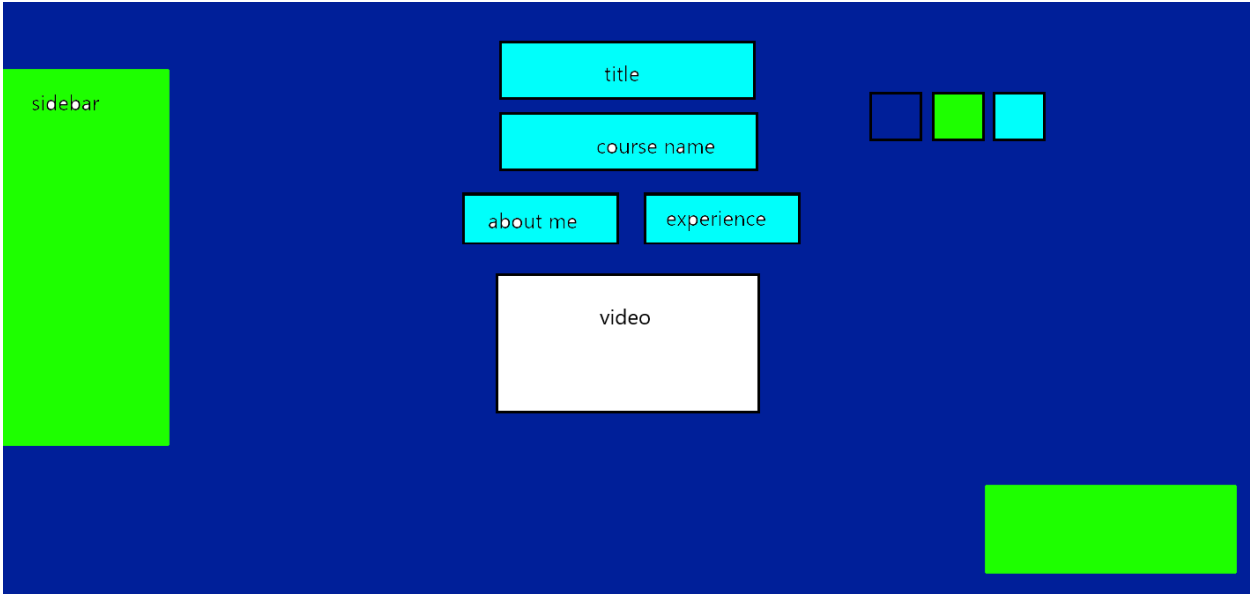 title
sidebar
course name
about me
experience
video